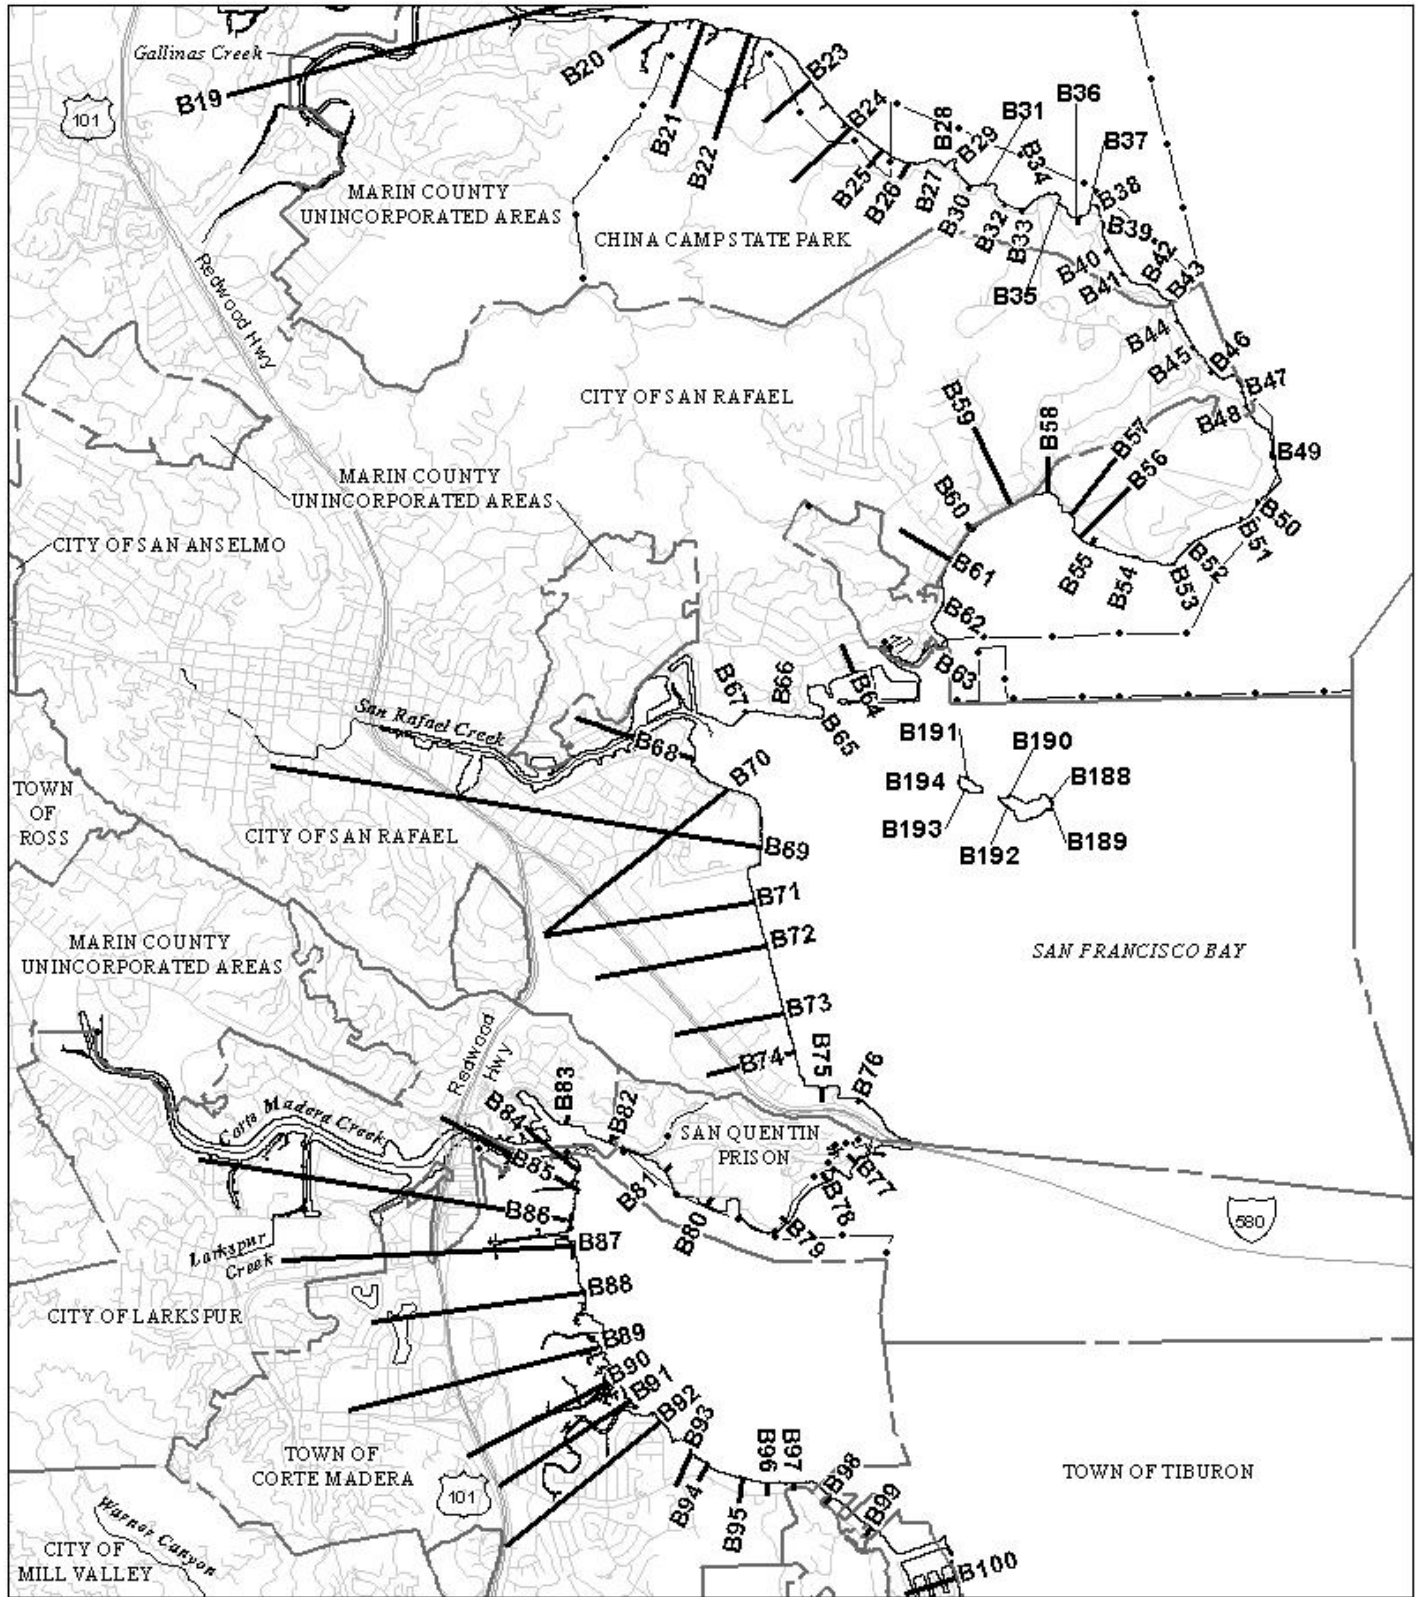 Gallinas Creek
B19
101
B20
B21
B22
B23
B24
B25
B26
B27
B28
B29
B30
B31
B32
B33
B34
B35
B36
B37
B38
B39
B40
B41
B42
B43
MARIN COUNTY
UNINCORPORATED AREAS
CHINA CAMP STATE PARK
Redwood Hwy
B44
B45
B46
B47
B48
B49
CITY OF SAN RAFAEL
B59
B58
B57
B56
MARIN COUNTY
UNINCORPORATED AREAS
B60
B50
B51
B52
B53
B54
B55
CITY OF SAN ANSELMO
B61
B62
B63
B64
B65
B66
B67
San Rafael Creek
B68
B70
B191
B190
B194
B188
B193
B192
B189
TOWN
OF
ROSS
CITY OF SAN RAFAEL
B69
B71
MARIN COUNTY
UNINCORPORATED AREAS
B72
SAN FRANCISCO BAY
B73
Redwood
Hwy
B74
B75
B76
Corte Madera Creek
B83
B84
B82
SAN QUENTIN
PRISON
B85
B81
B77
B78
B86
B80
B79
580
B87
Larkspur
Creek
B88
CITY OF LARKSPUR
B89
B90
B91
B92
B93
TOWN OF
CORTE MADERA
B96
B97
TOWN OF TIBURON
101
B94
B95
B98
B99
Warner Canyon
CITY OF
MILL VALLEY
B100